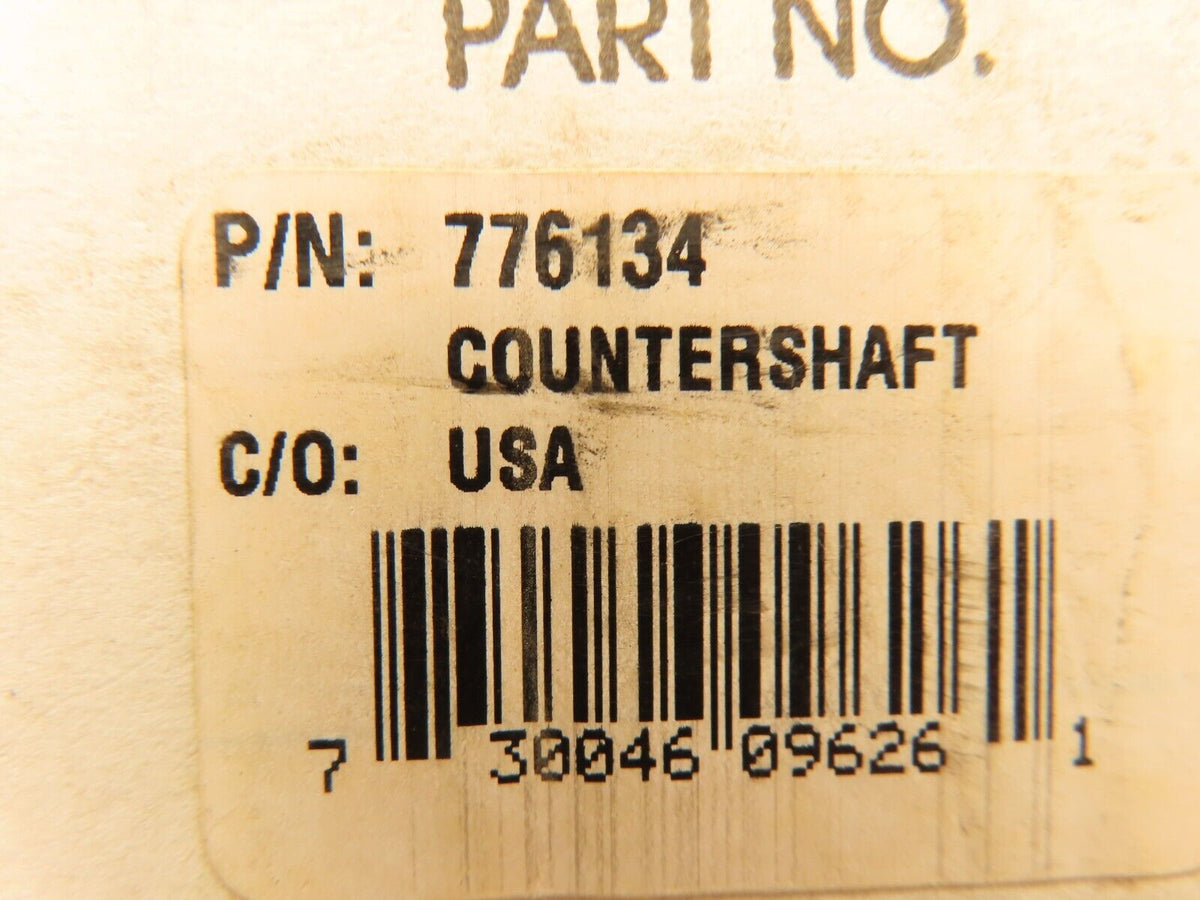 PART NO.
P/N: 776134
COUNTERSHAFT
C/O: USA
7 30046 09626 1